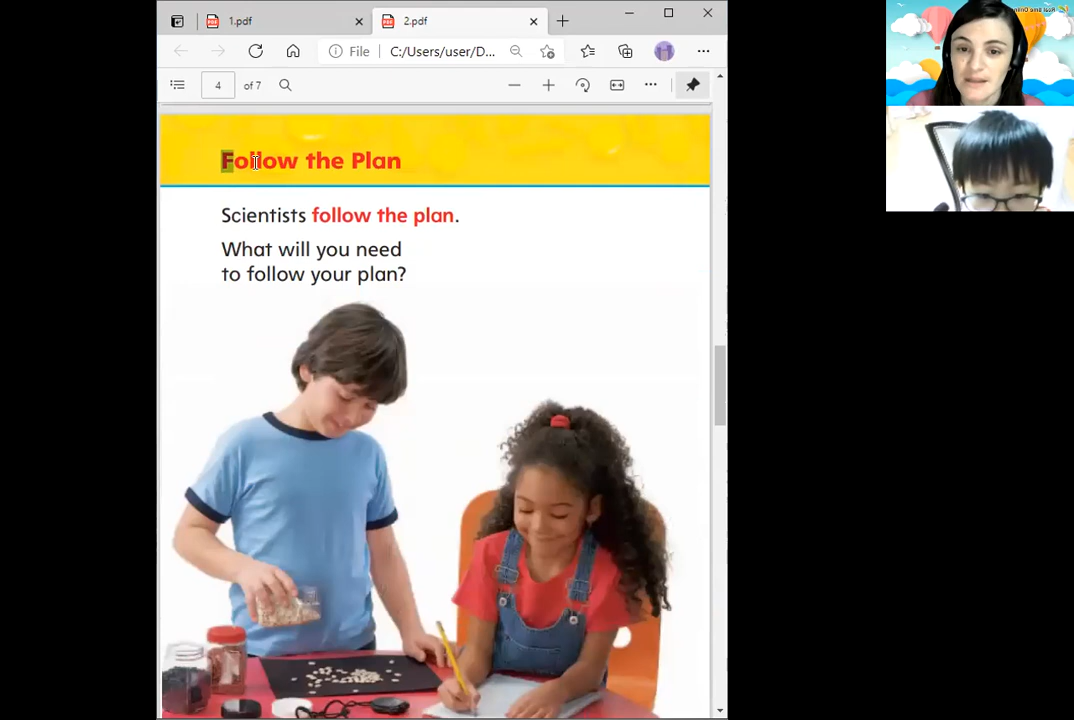 1.pdf
2.pdf
File
C:/Users/user/D...
4
of 7
Follow the Plan
Scientists follow the plan.
What will you need
to follow your plan?